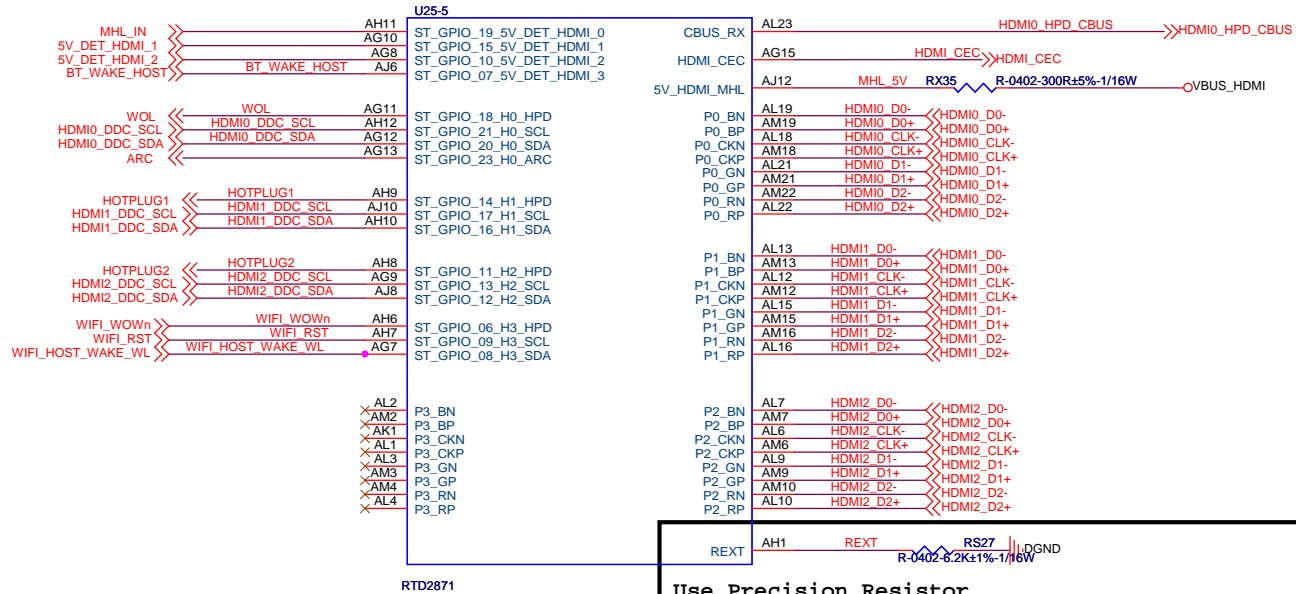 U25-5
MHL_IN AH11 ST_GPIO_19_5V_DET_HDMI_0 CBUS_RX AL23 HDMI0_HPD_CBUS HDMI0_HPD_CBUS
5V_DET_HDMI_1 AG10 ST_GPIO_15_5V_DET_HDMI_1
5V_DET_HDMI_2 AG8 ST_GPIO_10_5V_DET_HDMI_2 HDMI_CEC AG15 HDMI_CEC HDMI_CEC
BT_WAKE_HOST BT_WAKE_HOST AJ6 ST_GPIO_07_5V_DET_HDMI_3
5V_HDMI_MHL AJ12 MHL_5V RX35 R-0402-300R±5%-1/16W VBUS_HDMI
WOL WOL AG11 ST_GPIO_18_H0_HPD P0_BN AL19 HDMI0_D0- HDMI0_D0-
HDMI0_DDC_SCL HDMI0_DDC_SCL AH12 ST_GPIO_21_H0_SCL P0_BP AM19 HDMI0_D0+ HDMI0_D0+
HDMI0_DDC_SDA HDMI0_DDC_SDA AG12 ST_GPIO_20_H0_SDA P0_CKN AL18 HDMI0_CLK- HDMI0_CLK-
ARC AG13 ST_GPIO_23_H0_ARC P0_CKP AM18 HDMI0_CLK+ HDMI0_CLK+
P0_GN AL21 HDMI0_D1- HDMI0_D1-
P0_GP AM21 HDMI0_D1+ HDMI0_D1+
HOTPLUG1 HOTPLUG1 AH9 ST_GPIO_14_H1_HPD P0_RN AM22 HDMI0_D2- HDMI0_D2-
HDMI1_DDC_SCL HDMI1_DDC_SCL AJ10 ST_GPIO_17_H1_SCL P0_RP AL22 HDMI0_D2+ HDMI0_D2+
HDMI1_DDC_SDA HDMI1_DDC_SDA AH10 ST_GPIO_16_H1_SDA
P1_BN AL13 HDMI1_D0- HDMI1_D0-
HOTPLUG2 HOTPLUG2 AH8 ST_GPIO_11_H2_HPD P1_BP AM13 HDMI1_D0+ HDMI1_D0+
HDMI2_DDC_SCL HDMI2_DDC_SCL AG9 ST_GPIO_13_H2_SCL P1_CKN AL12 HDMI1_CLK- HDMI1_CLK-
HDMI2_DDC_SDA HDMI2_DDC_SDA AJ8 ST_GPIO_12_H2_SDA P1_CKP AM12 HDMI1_CLK+ HDMI1_CLK+
P1_GN AL15 HDMI1_D1- HDMI1_D1-
WIFI_WOWn WIFI_WOWn AH6 ST_GPIO_06_H3_HPD P1_GP AM15 HDMI1_D1+ HDMI1_D1+
WIFI_RST WIFI_RST AH7 ST_GPIO_09_H3_SCL P1_RN AM16 HDMI1_D2- HDMI1_D2-
WIFI_HOST_WAKE_WL WIFI_HOST_WAKE_WL AG7 ST_GPIO_08_H3_SDA P1_RP AL16 HDMI1_D2+ HDMI1_D2+
AL2 P3_BN P2_BN AL7 HDMI2_D0- HDMI2_D0-
AM2 P3_BP P2_BP AM7 HDMI2_D0+ HDMI2_D0+
AK1 P3_CKN P2_CKN AL6 HDMI2_CLK- HDMI2_CLK-
AL1 P3_CKP P2_CKP AM6 HDMI2_CLK+ HDMI2_CLK+
AL3 P3_GN P2_GN AL9 HDMI2_D1- HDMI2_D1-
AM3 P3_GP P2_GP AM9 HDMI2_D1+ HDMI2_D1+
AM4 P3_RN P2_RN AM10 HDMI2_D2- HDMI2_D2-
AL4 P3_RP P2_RP AL10 HDMI2_D2+ HDMI2_D2+
REXT AH1 REXT RS27 DGND
R-0402-6.2K±1%-1/16W
RTD2871
Use Precision Resistor